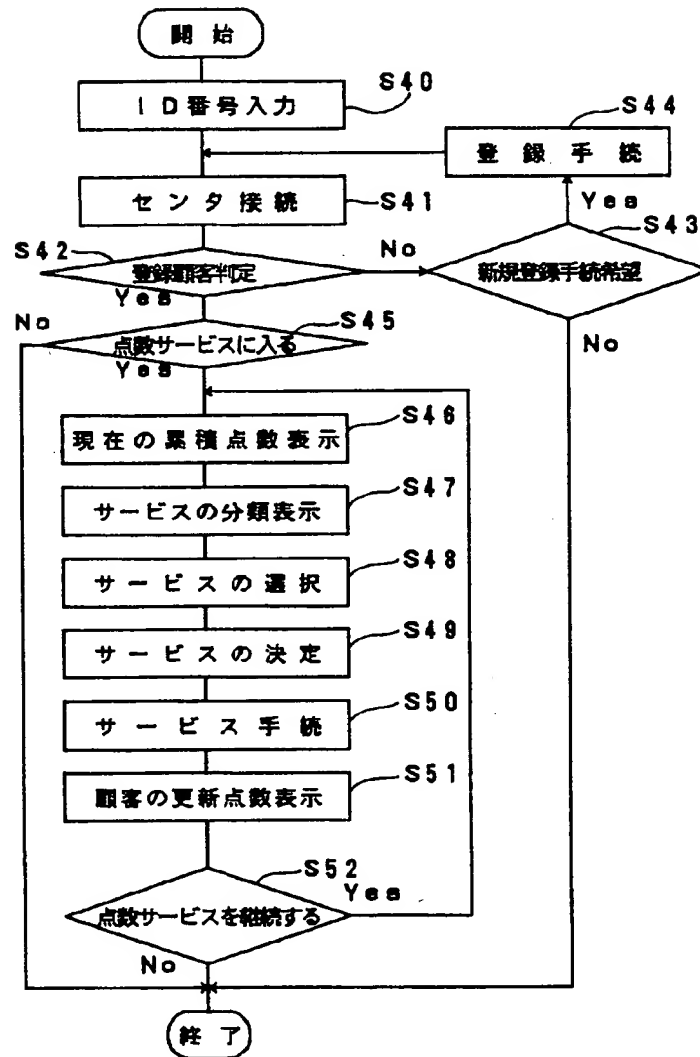 開始
S40
ID番号入力
S44
登録手続
センタ接続
S41
Yes
S43
S42
登録顧客判定
No
新規登録手続希望
Yes
No
S45
点数サービスに入る
No
Yes
S46
現在の累積点数表示
S47
サービスの分類表示
S48
サービスの選択
S49
サービスの決定
S50
サービス手続
S51
顧客の更新点数表示
S52
Yes
点数サービスを継続する
No
終了